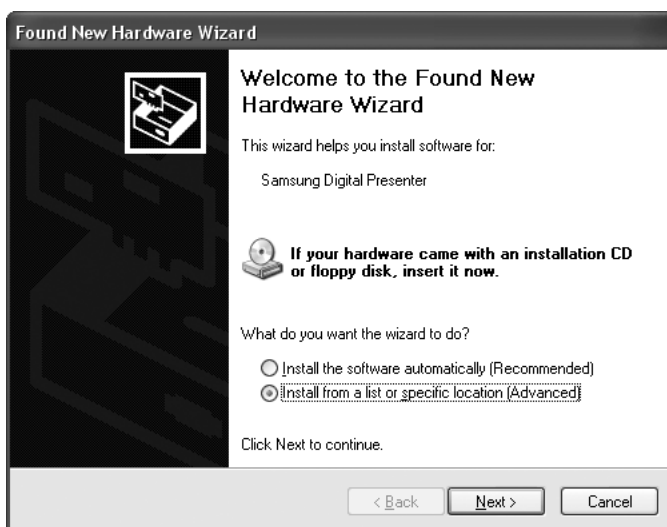 Found New Hardware Wizard
Welcome to the Found New
Hardware Wizard
This wizard helps you install software for:
Samsung Digital Presenter
If your hardware came with an installation CD
or floppy disk, insert it now.
What do you want the wizard to do?
Install the software automatically (Recommended)
Install from a list or specific location (Advanced)
Click Next to continue.
< Back Next > Cancel